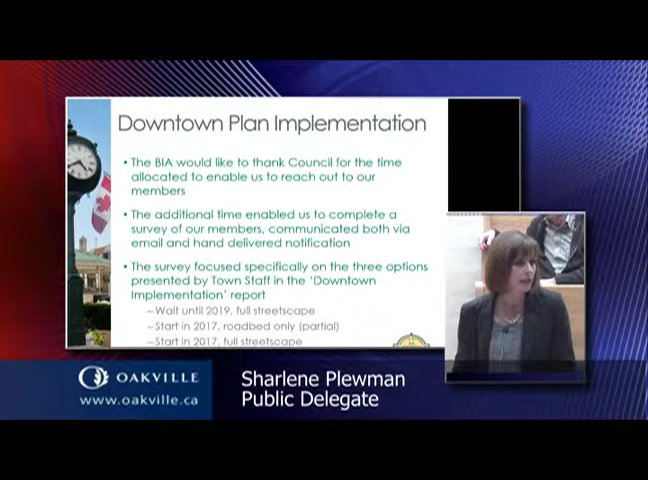 Downtown Plan Implementation
• The BIA would like to thank Council for the time
allocated to enable us to reach out to our
members
• The additional time enabled us to complete a
survey of our members, communicated both via
email and hand delivered notification
• The survey focused specifically on the three options
presented by Town Staff in the 'Downtown
Implementation' report
–Wait until 2019, full streetscape
–Start in 2017, roadbed only (partial)
–Start in 2017, full streetscape
OAKVILLE
www.oakville.ca
Sharlene Plewman
Public Delegate